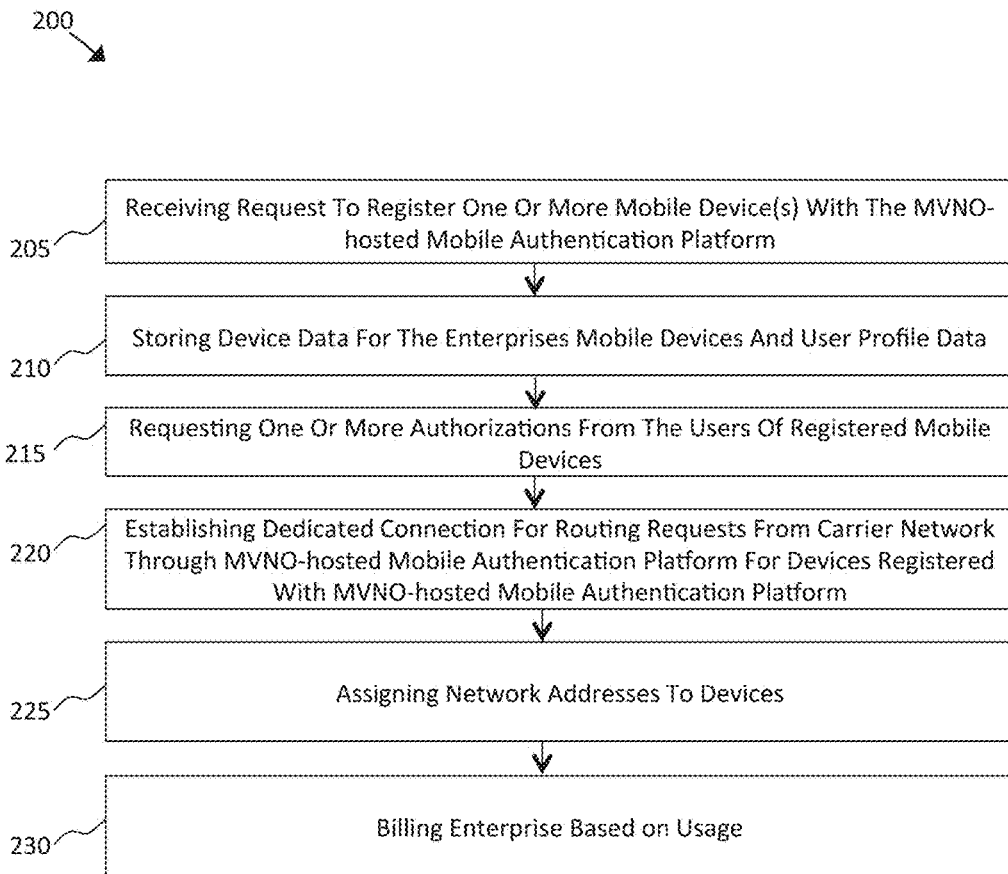 200
205
Receiving Request To Register One Or More Mobile Device(s) With The MVNO-
hosted Mobile Authentication Platform
210
Storing Device Data For The Enterprises Mobile Devices And User Profile Data
215
Requesting One Or More Authorizations From The Users Of Registered Mobile
Devices
220
Establishing Dedicated Connection For Routing Requests From Carrier Network
Through MVNO-hosted Mobile Authentication Platform For Devices Registered
With MVNO-hosted Mobile Authentication Platform
225
Assigning Network Addresses To Devices
230
Billing Enterprise Based on Usage